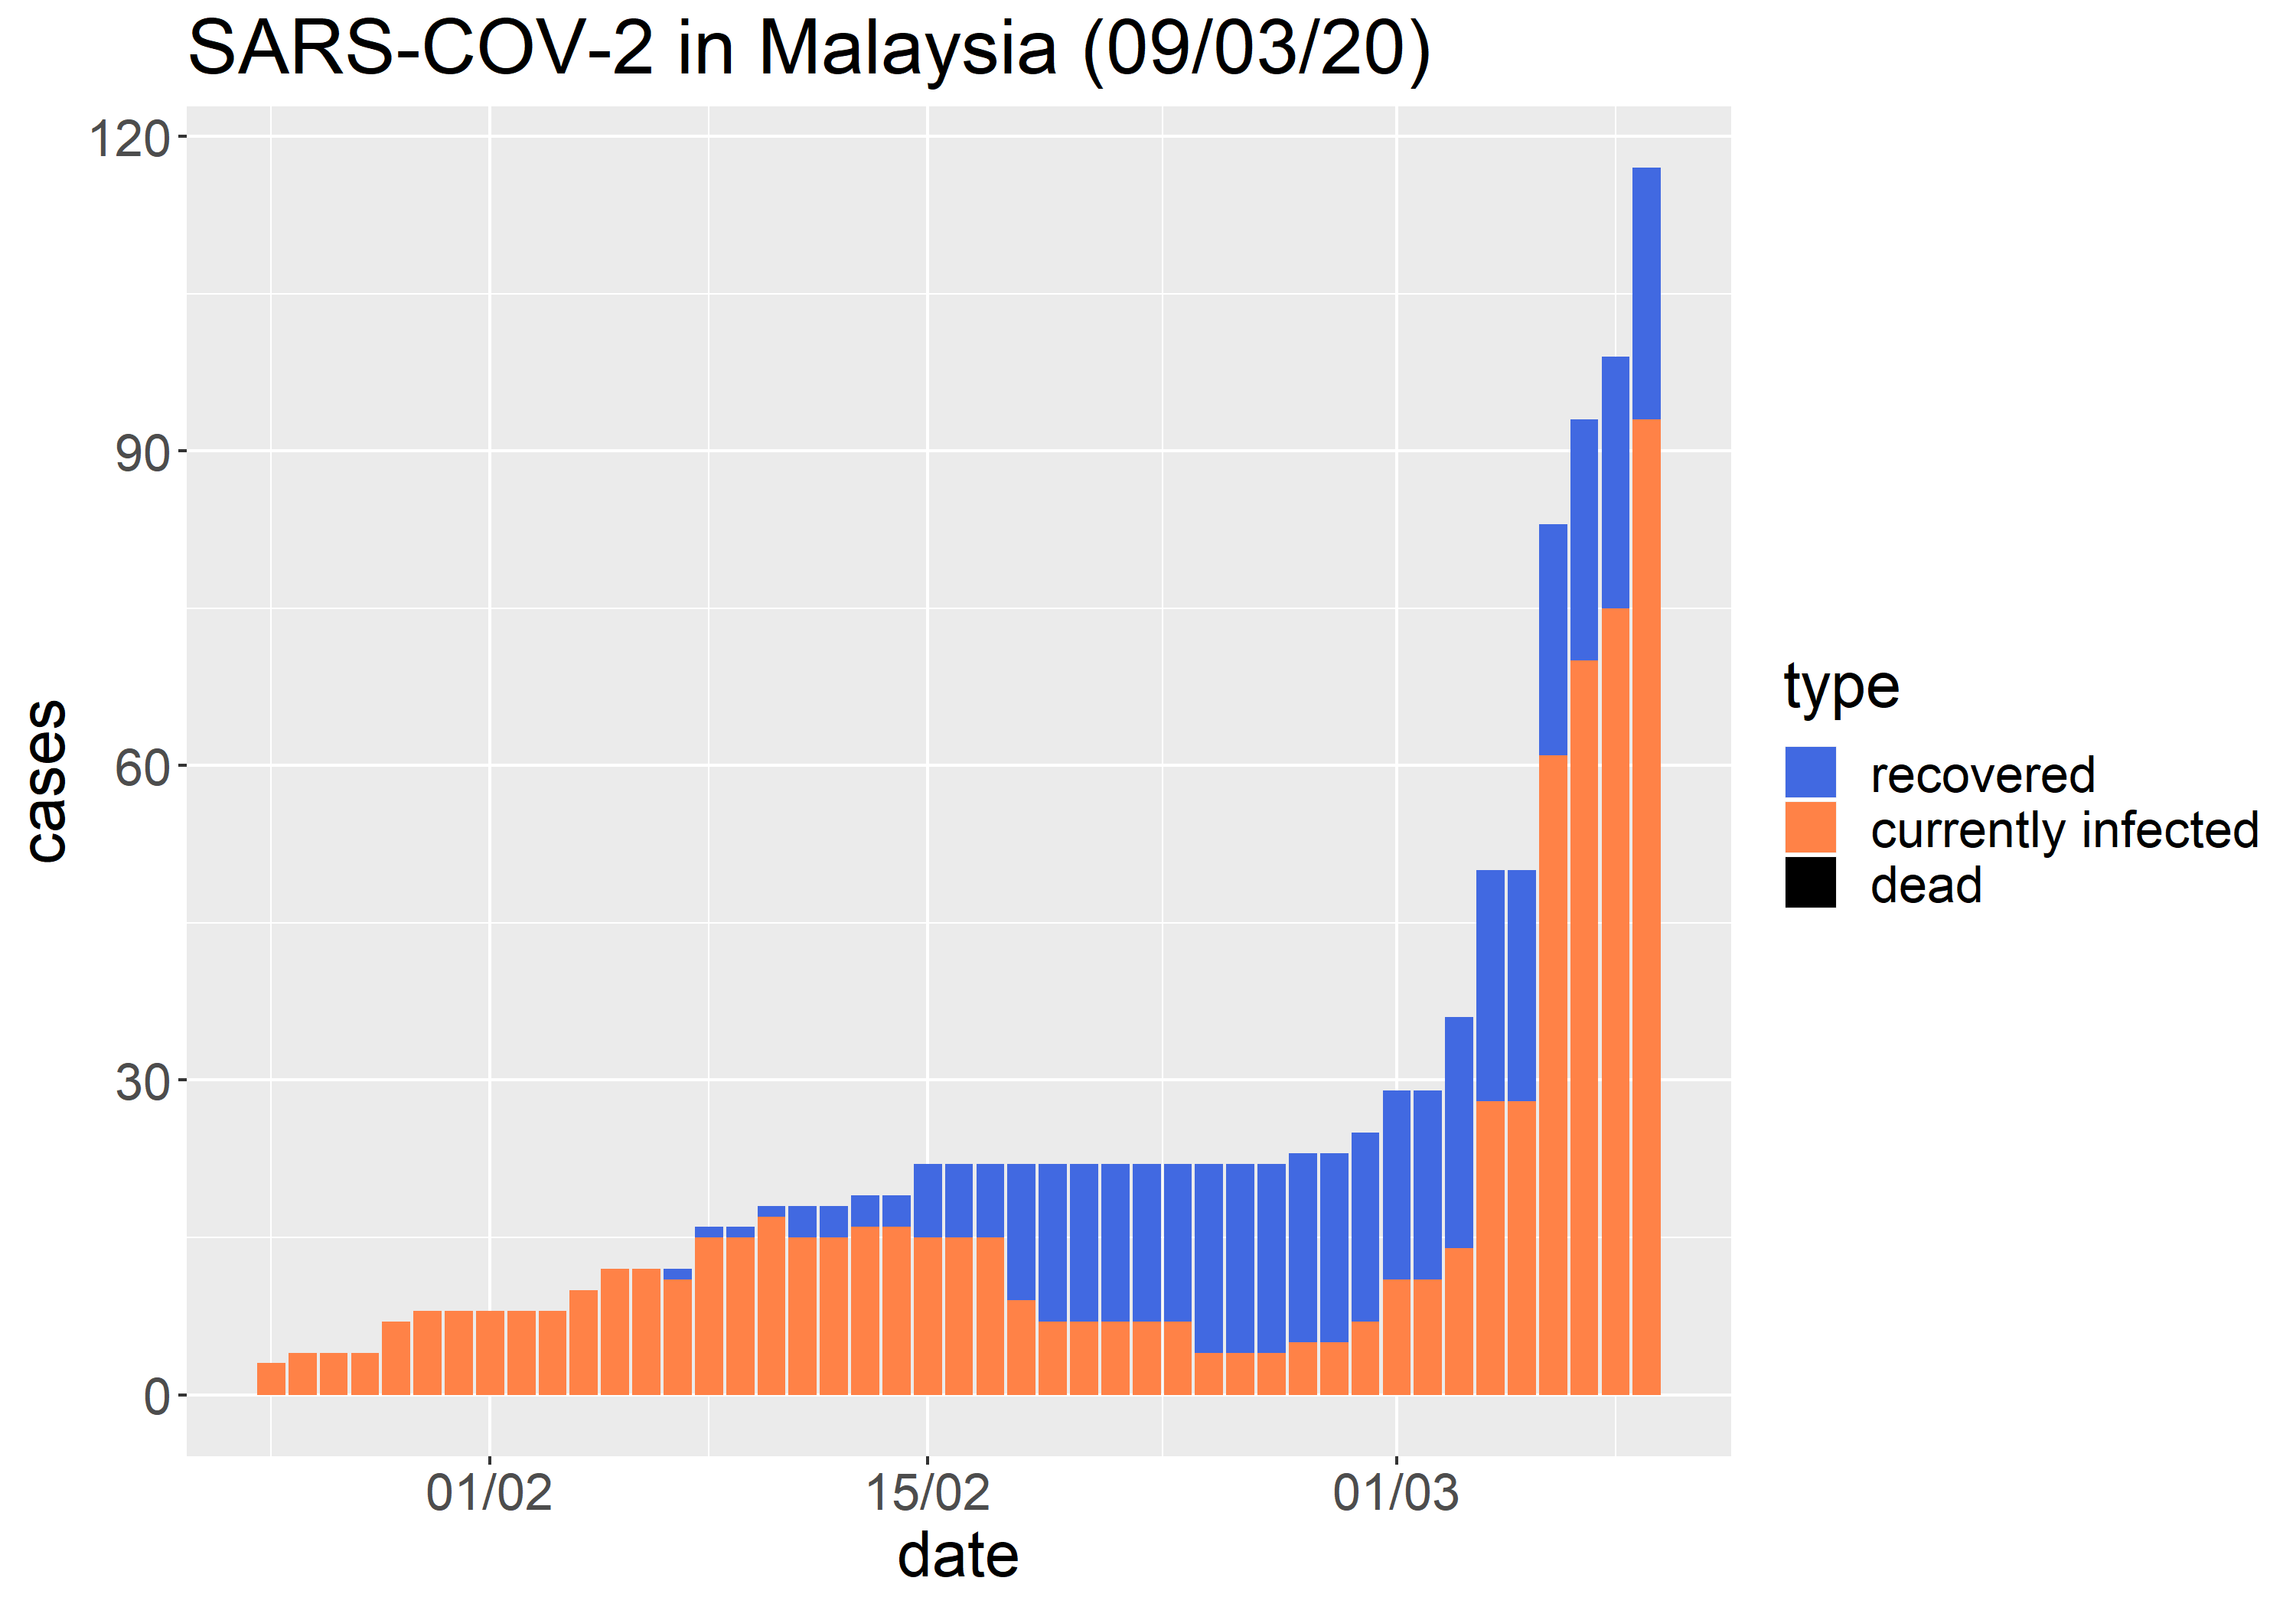 SARS-COV-2 in Malaysia (09/03/20)
120
90
60
30
0
cases
01/02 15/02 01/03
date
type
recovered
currently infected
dead